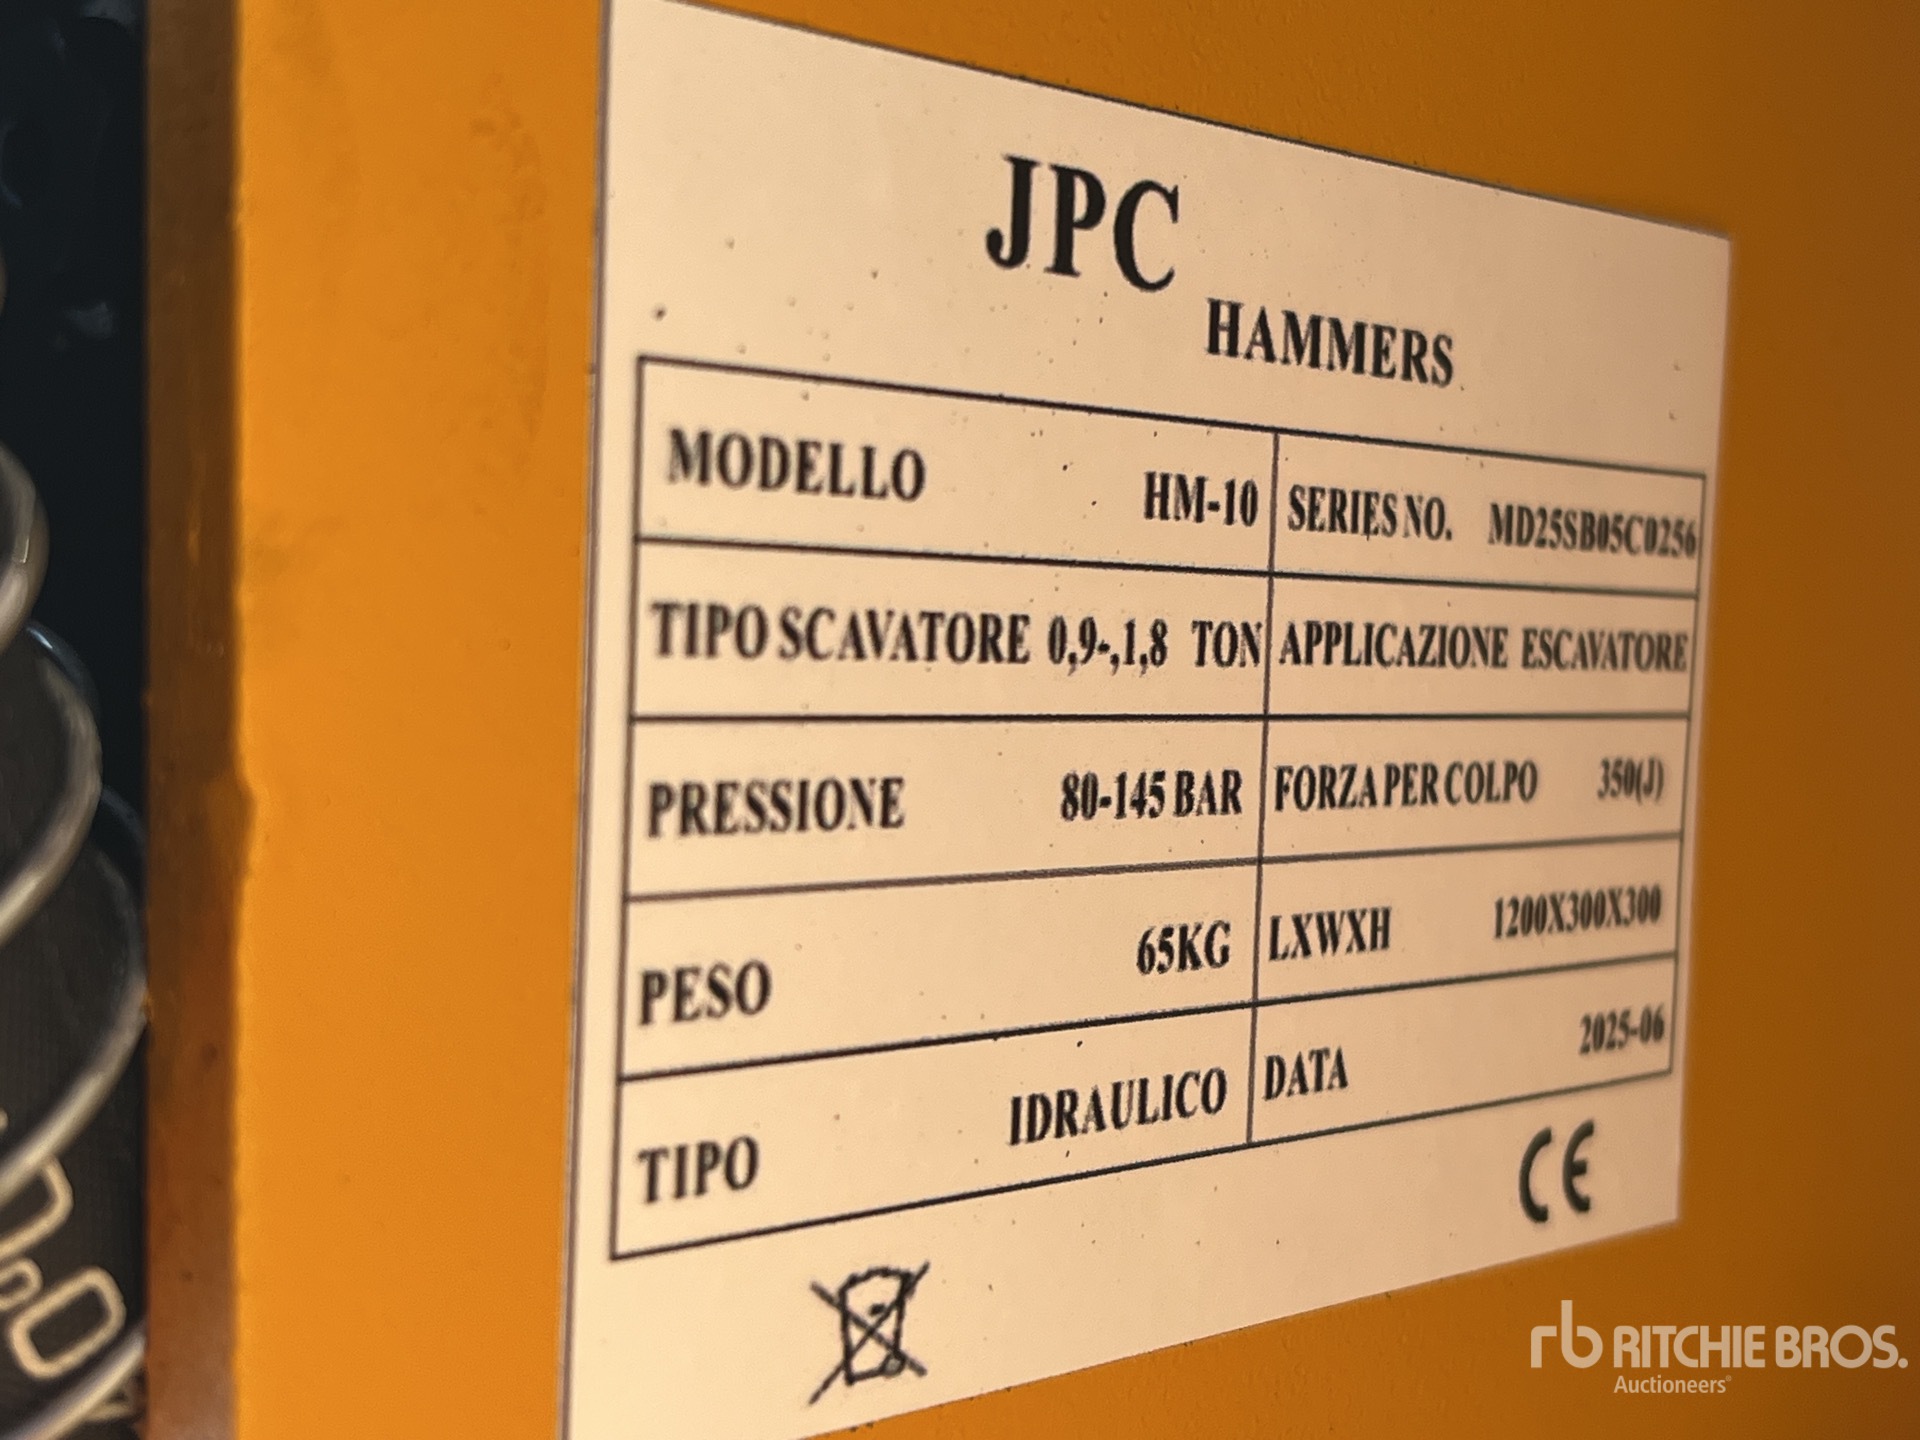 JPC
HAMMERS
MODELLO HM-10 SERIES NO. MD25SB05C0256
TIPO SCAVATORE 0,9-,1,8 TON APPLICAZIONE ESCAVATORE
PRESSIONE 80-145 BAR FORZA PER COLPO 350(J)
PESO 65KG LXWXH 1200X300X300
TIPO IDRAULICO DATA 2025-06
CE
rb RITCHIE BROS.
Auctioneers